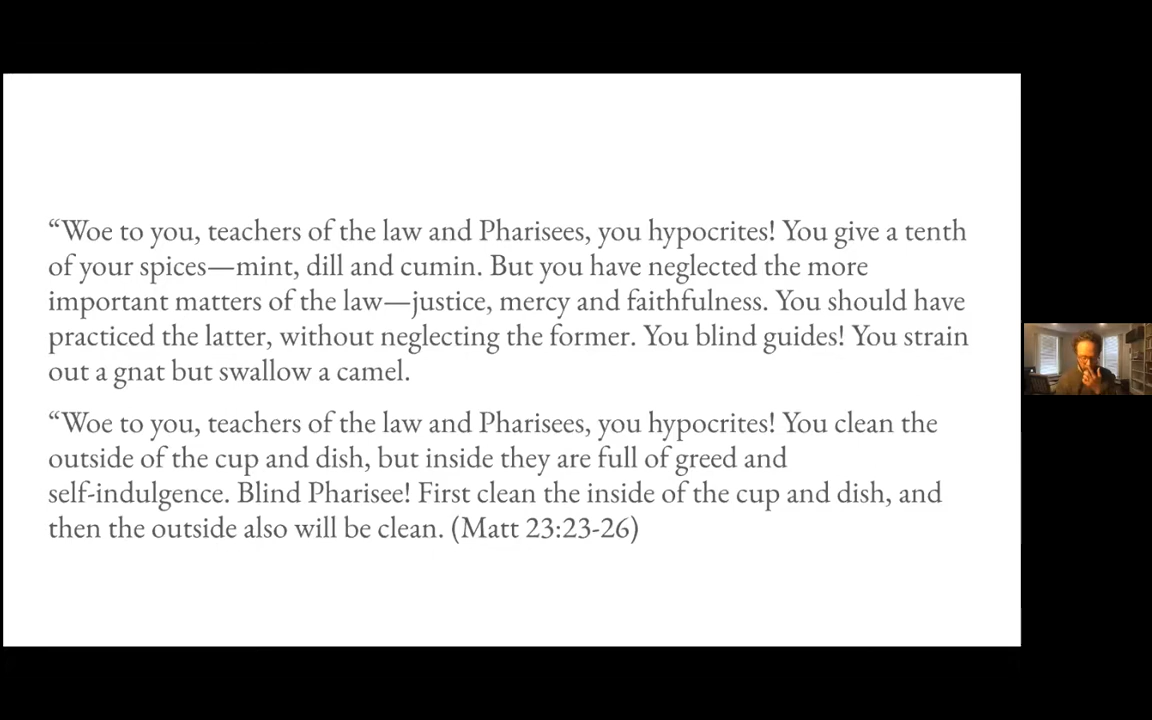 “Woe to you, teachers of the law and Pharisees, you hypocrites! You give a tenth
of your spices—mint, dill and cumin. But you have neglected the more
important matters of the law—justice, mercy and faithfulness. You should have
practiced the latter, without neglecting the former. You blind guides! You strain
out a gnat but swallow a camel.
“Woe to you, teachers of the law and Pharisees, you hypocrites! You clean the
outside of the cup and dish, but inside they are full of greed and
self-indulgence. Blind Pharisee! First clean the inside of the cup and dish, and
then the outside also will be clean. (Matt 23:23-26)